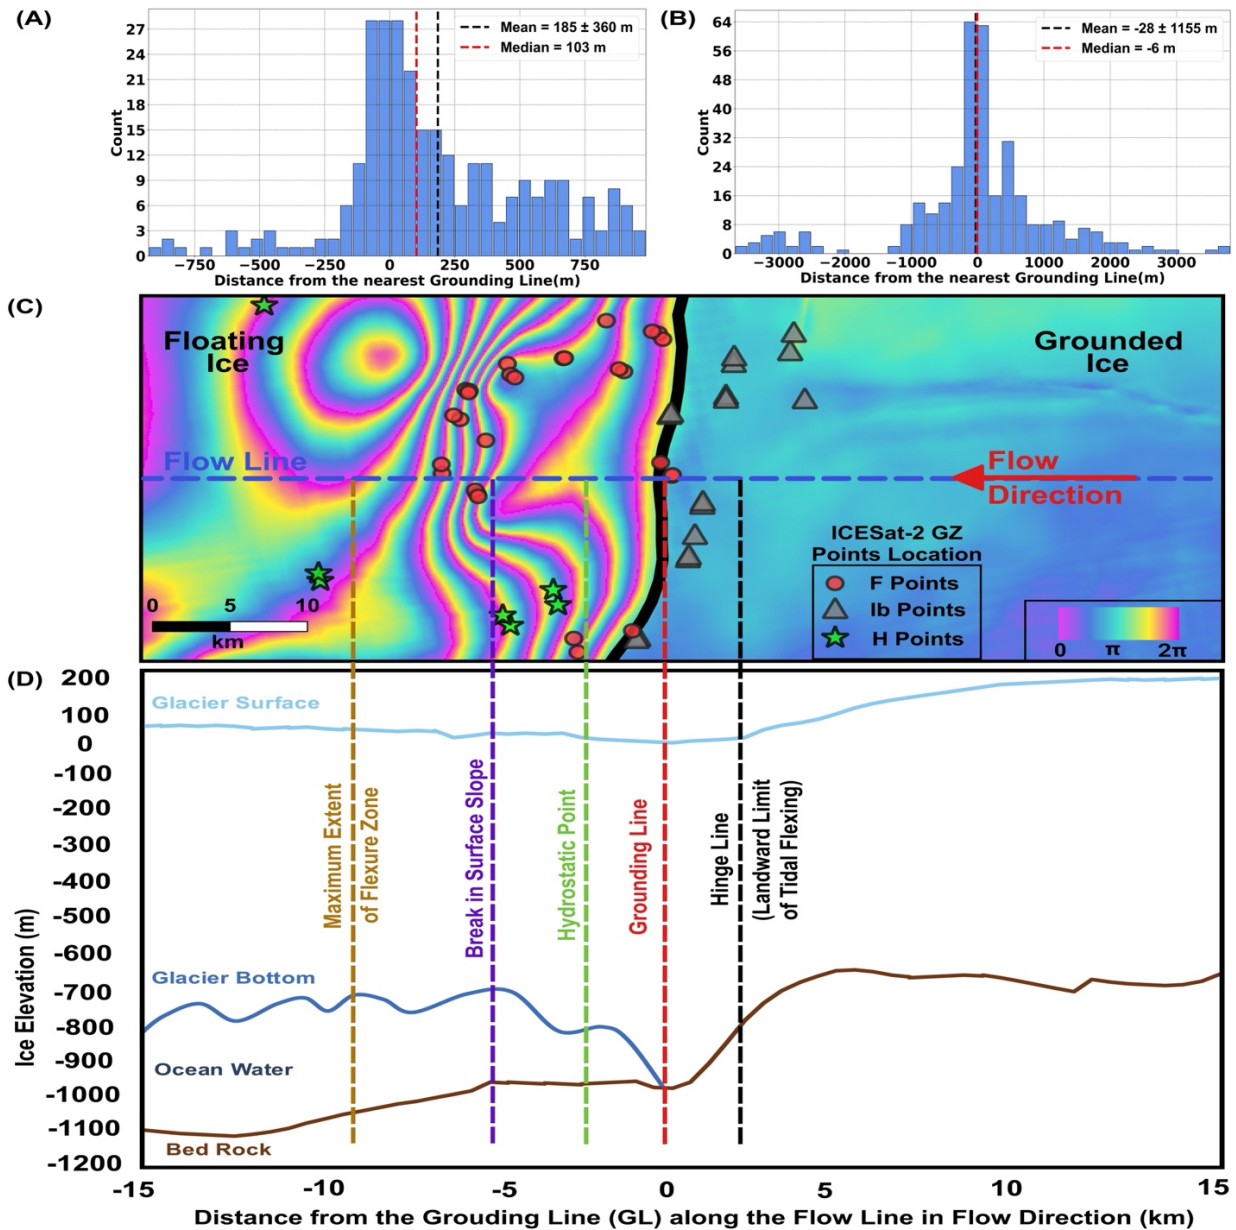 (A)
Count
27
24
21
18
15
12
9
6
3
0
Mean = 185 ± 360 m
Median = 103 m
−750
−500
−250
0
250
500
750
Distance from the nearest Grounding Line(m)
(B)
Count
64
56
48
40
32
24
16
8
0
Mean = -28 ± 1155 m
Median = -6 m
−3000
−2000
−1000
0
1000
2000
3000
Distance from the nearest Grounding Line(m)
(C)
Floating
Ice
Grounded
Ice
Flow Line
Flow
Direction
ICESat-2 GZ
Points Location
F Points
Ib Points
H Points
0
5
10
km
0
π
2π
(D)
Ice Elevation (m)
200
100
0
-100
-200
-300
-400
-500
-600
-700
-800
-900
-1000
-1100
-1200
Glacier Surface
Maximum Extent
of Flexure Zone
Break in Surface Slope
Hydrostatic Point
Grounding Line
Hinge Line
(Landward Limit
of Tidal Flexing)
Glacier Bottom
Ocean Water
Bed Rock
-15
-10
-5
0
5
10
15
Distance from the Grouding Line (GL) along the Flow Line in Flow Direction (km)